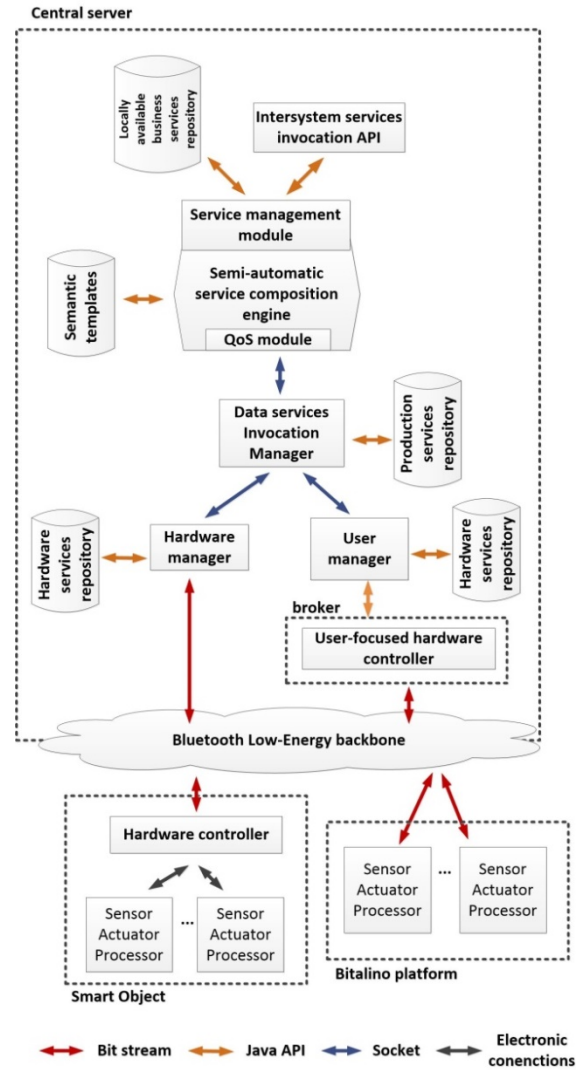 Central server
Locally
available
business
services
repository
Intersystem services
invocation API
Service management
module
Semi-automatic
service composition
engine
QoS module
Semantic
templates
Data services
Invocation
Manager
Production
services
repository
Hardware
services
repository
Hardware
manager
User
manager
Hardware
services
repository
broker
User-focused hardware
controller
Bluetooth Low-Energy backbone
Hardware controller
Sensor
Actuator
Processor
...
Sensor
Actuator
Processor
Smart Object
Sensor
Actuator
Processor
...
Sensor
Actuator
Processor
Bitalino platform
Bit stream
Java API
Socket
Electronic
conenctions